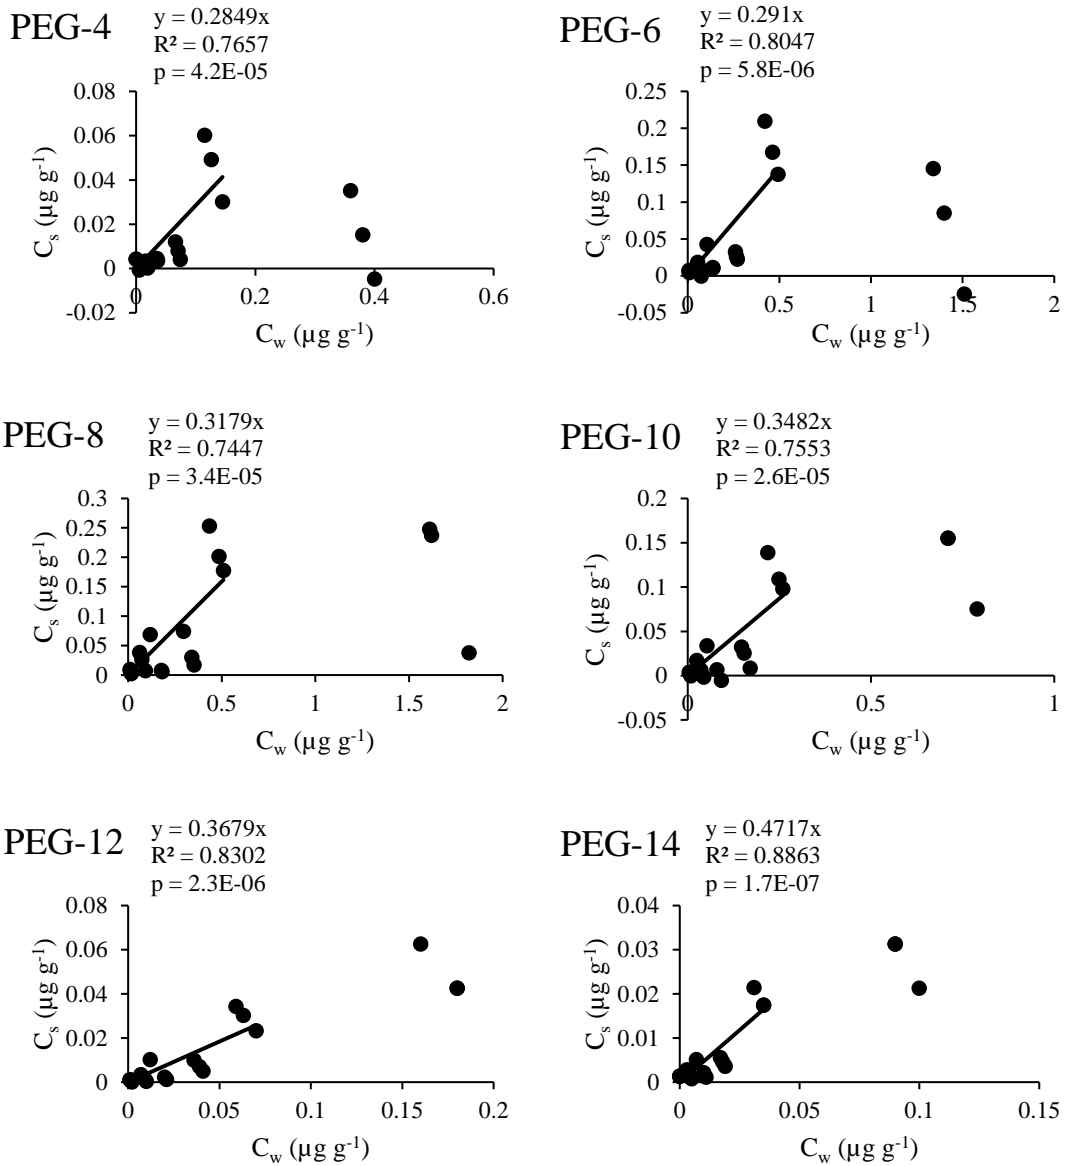 PEG-4
y = 0.2849x
R² = 0.7657
p = 4.2E-05
0.08
0.06
0.04
0.02
0
-0.02
0
0.2
0.4
0.6
Cₛ (µg g⁻¹)
C_w (µg g⁻¹)
PEG-6
y = 0.291x
R² = 0.8047
p = 5.8E-06
0.25
0.2
0.15
0.1
0.05
0
-0.05
0
0.5
1
1.5
2
Cₛ (µg g⁻¹)
C_w (µg g⁻¹)
PEG-8
y = 0.3179x
R² = 0.7447
p = 3.4E-05
0.3
0.25
0.2
0.15
0.1
0.05
0
0
0.5
1
1.5
2
Cₛ (µg g⁻¹)
C_w (µg g⁻¹)
PEG-10
y = 0.3482x
R² = 0.7553
p = 2.6E-05
0.2
0.15
0.1
0.05
0
-0.05
0
0.5
1
Cₛ (µg g⁻¹)
C_w (µg g⁻¹)
PEG-12
y = 0.3679x
R² = 0.8302
p = 2.3E-06
0.08
0.06
0.04
0.02
0
0
0.05
0.1
0.15
0.2
Cₛ (µg g⁻¹)
C_w (µg g⁻¹)
PEG-14
y = 0.4717x
R² = 0.8863
p = 1.7E-07
0.04
0.03
0.02
0.01
0
0
0.05
0.1
0.15
Cₛ (µg g⁻¹)
C_w (µg g⁻¹)